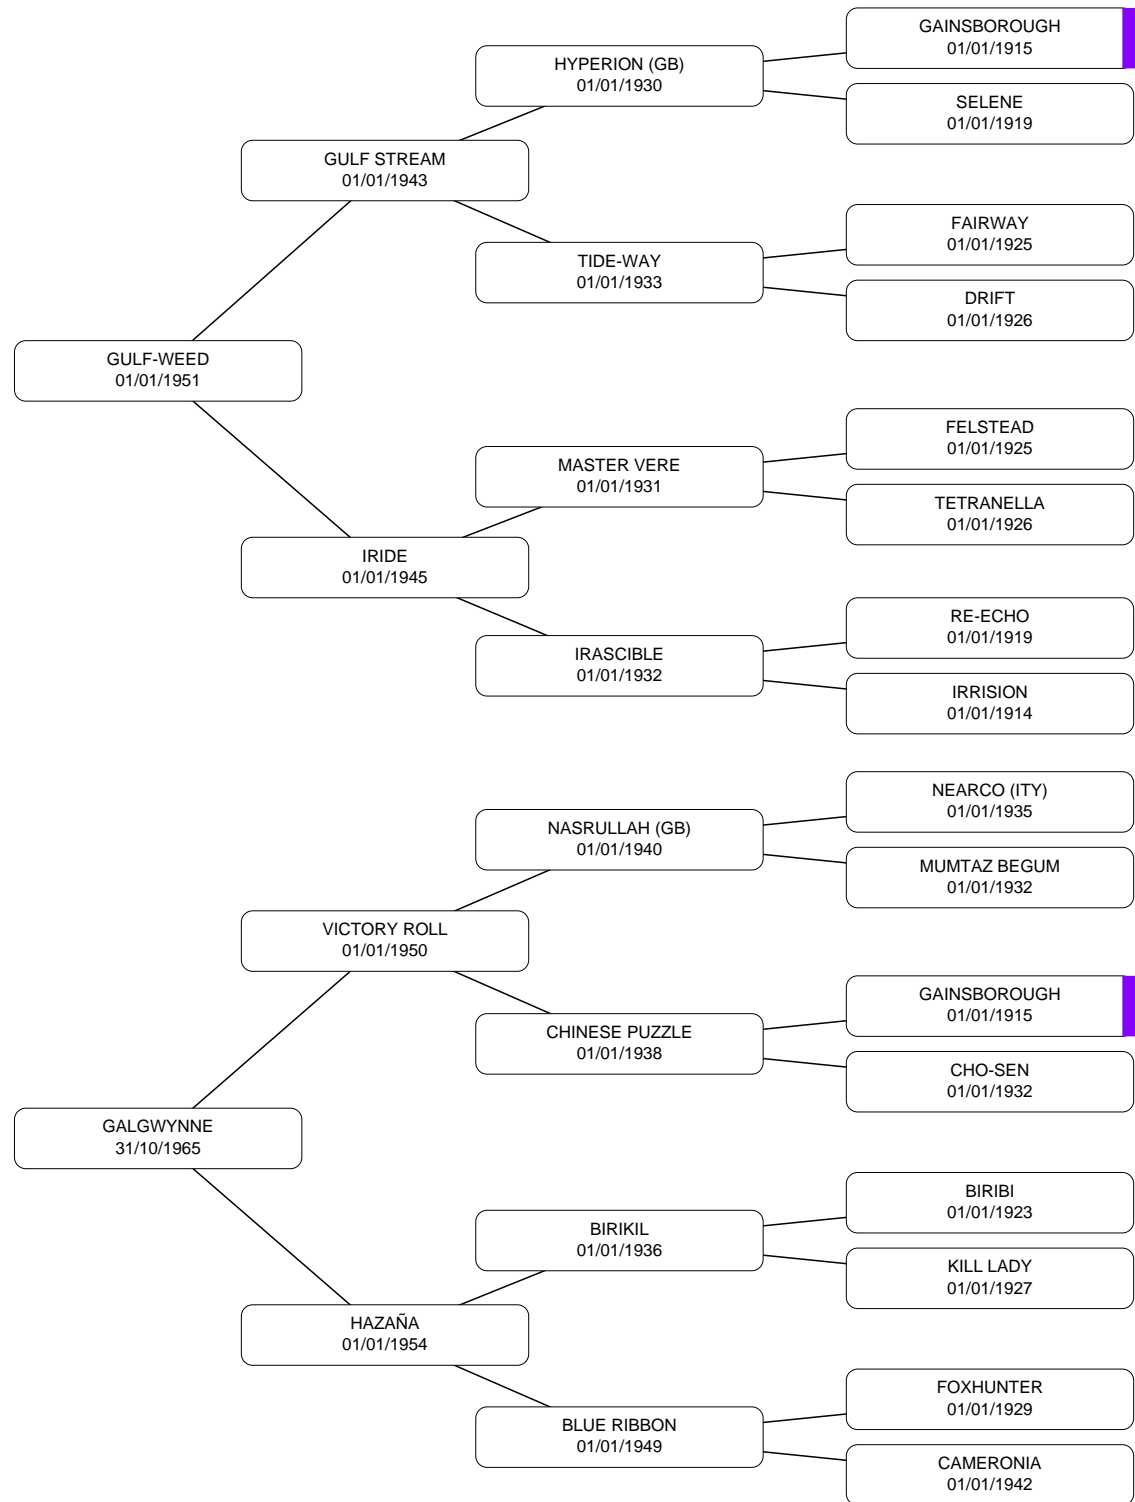 GAINSBOROUGH
01/01/1915
HYPERION (GB)
01/01/1930
SELENE
01/01/1919
GULF STREAM
01/01/1943
FAIRWAY
01/01/1925
TIDE-WAY
01/01/1933
DRIFT
01/01/1926
GULF-WEED
01/01/1951
FELSTEAD
01/01/1925
MASTER VERE
01/01/1931
TETRANELLA
01/01/1926
IRIDE
01/01/1945
RE-ECHO
01/01/1919
IRASCIBLE
01/01/1932
IRRISION
01/01/1914
NEARCO (ITY)
01/01/1935
NASRULLAH (GB)
01/01/1940
MUMTAZ BEGUM
01/01/1932
VICTORY ROLL
01/01/1950
GAINSBOROUGH
01/01/1915
CHINESE PUZZLE
01/01/1938
CHO-SEN
01/01/1932
GALGWYNNE
31/10/1965
BIRIBI
01/01/1923
BIRIKIL
01/01/1936
KILL LADY
01/01/1927
HAZAÑA
01/01/1954
FOXHUNTER
01/01/1929
BLUE RIBBON
01/01/1949
CAMERONIA
01/01/1942